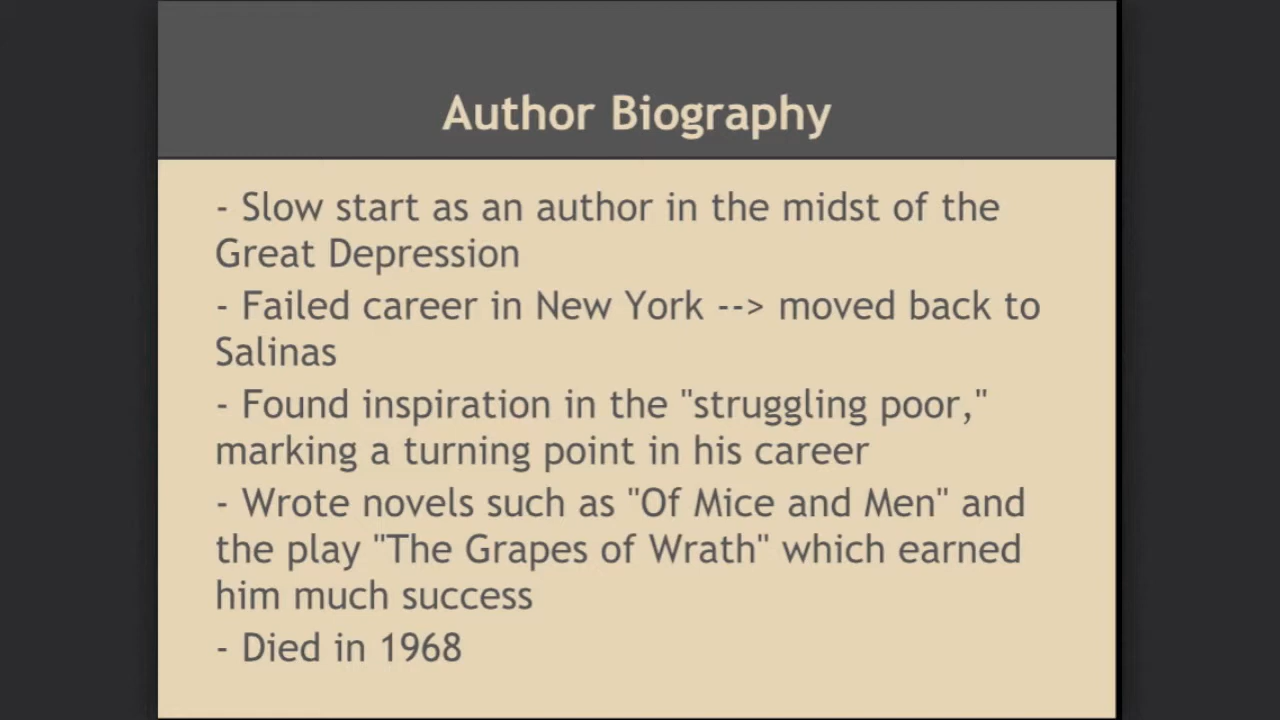 Author Biography
- Slow start as an author in the midst of the
Great Depression
- Failed career in New York --> moved back to
Salinas
- Found inspiration in the "struggling poor,"
marking a turning point in his career
- Wrote novels such as "Of Mice and Men" and
the play "The Grapes of Wrath" which earned
him much success
- Died in 1968